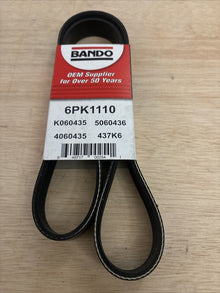 BANDO
OEM Supplier
for Over 50 Years
6PK1110
K060435 5060436
4060435 437K6